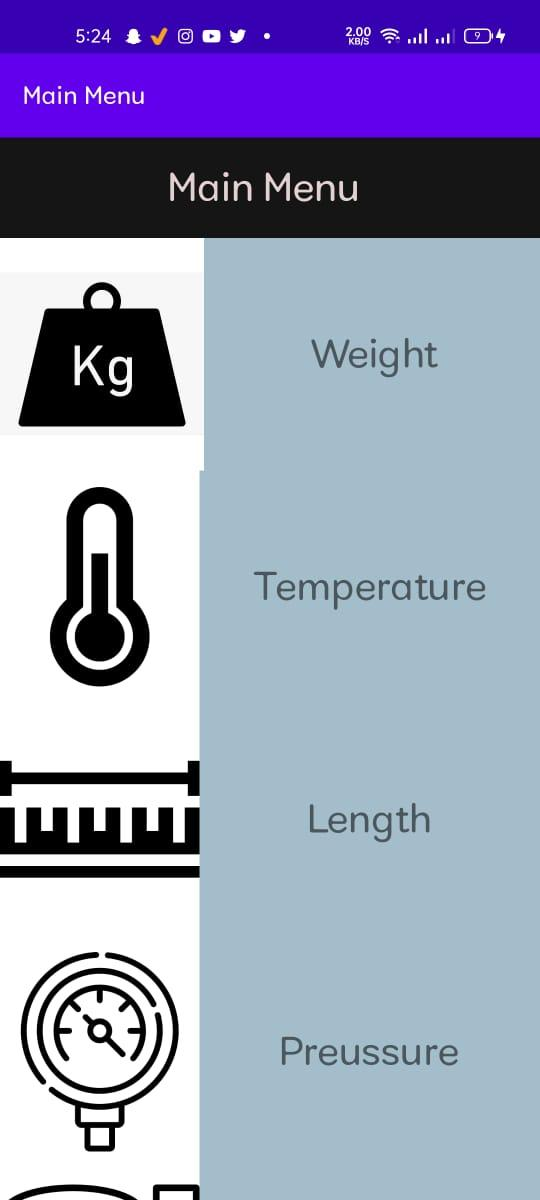 5:24
2.00
KB/S
9
Main Menu
Main Menu
Kg
Weight
Temperature
Length
Preussure